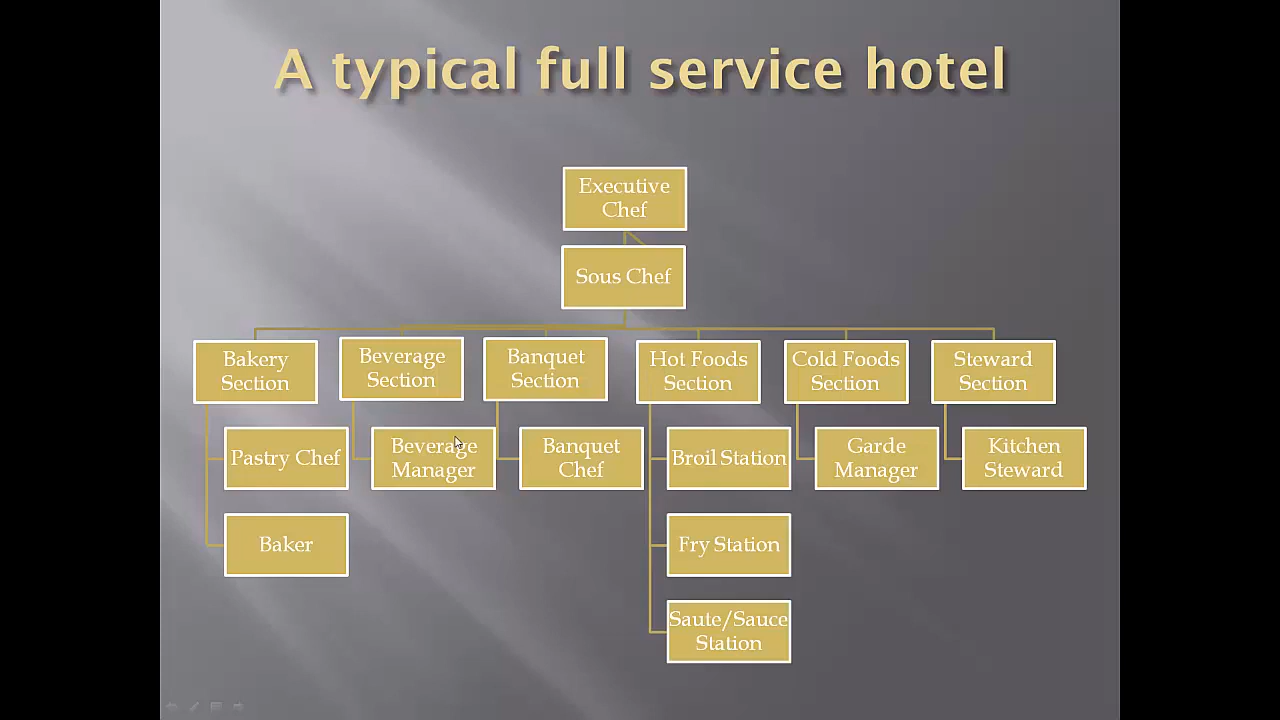 A typical full service hotel
Executive
Chef
Sous Chef
Bakery
Section
Beverage
Section
Banquet
Section
Hot Foods
Section
Cold Foods
Section
Steward
Section
Pastry Chef
Beverage
Manager
Banquet
Chef
Broil Station
Garde
Manager
Kitchen
Steward
Baker
Fry Station
Saute/Sauce
Station